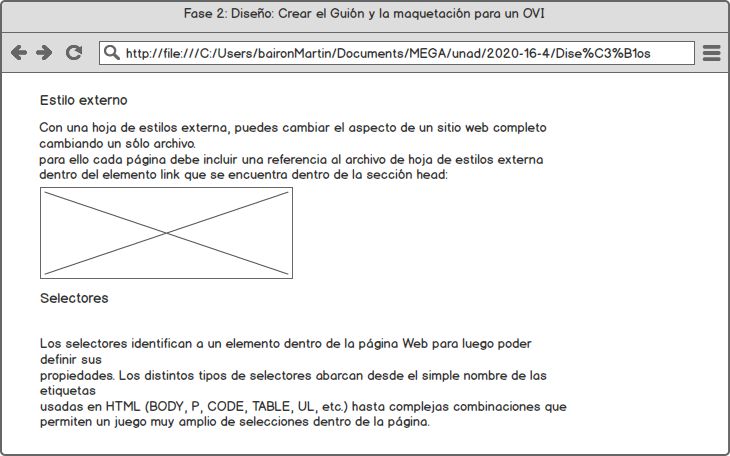 Fase 2: Diseño: Crear el Guión y la maquetación para un OVI
http://file:///C:/Users/baironMartin/Documents/MEGA/unad/2020-16-4/Dise%C3%B1os
Estilo externo
Con una hoja de estilos externa, puedes cambiar el aspecto de un sitio web completo
cambiando un sólo archivo.
para ello cada página debe incluir una referencia al archivo de hoja de estilos externa
dentro del elemento link que se encuentra dentro de la sección head:
Selectores
Los selectores identifican a un elemento dentro de la página Web para luego poder
definir sus
propiedades. Los distintos tipos de selectores abarcan desde el simple nombre de las
etiquetas
usadas en HTML (BODY, P, CODE, TABLE, UL, etc.) hasta complejas combinaciones que
permiten un juego muy amplio de selecciones dentro de la página.